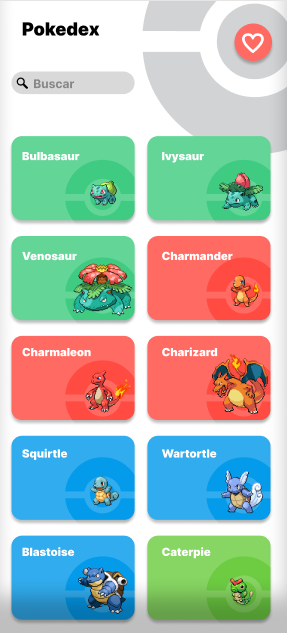 Pokedex
Buscar
Bulbasaur
Ivysaur
Venosaur
Charmander
Charmaleon
Charizard
Squirtle
Wartortle
Blastoise
Caterpie